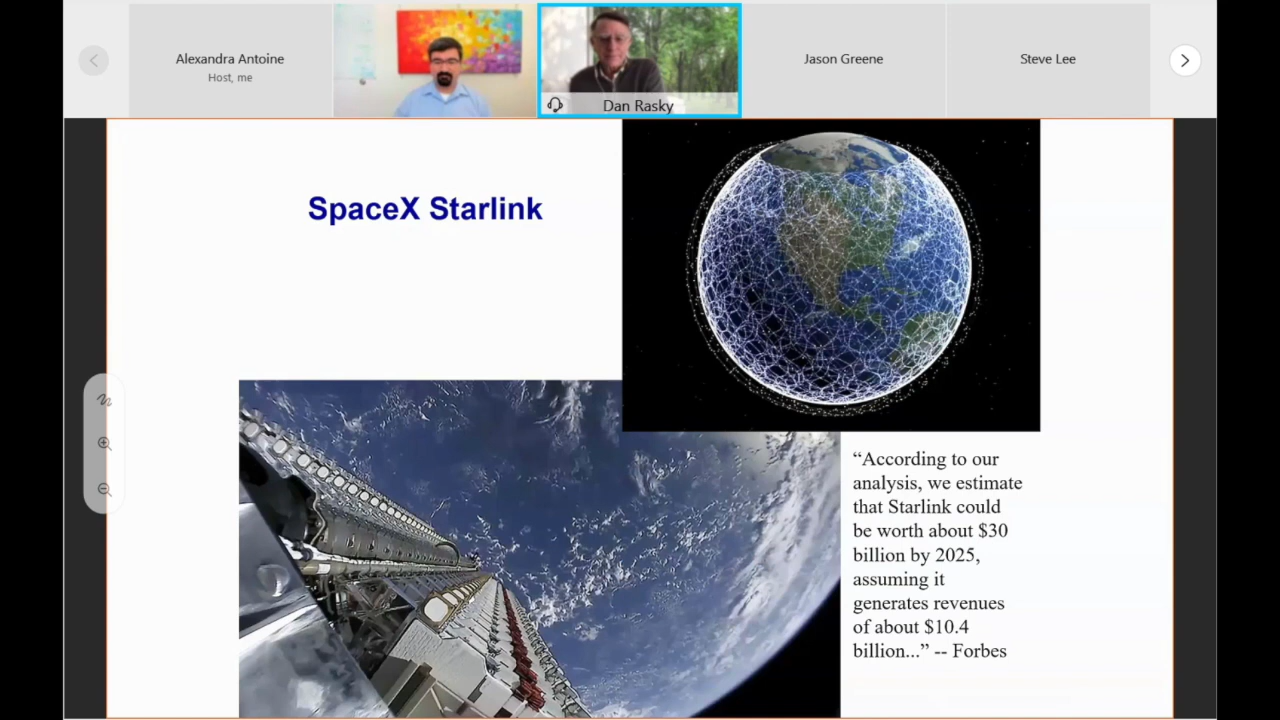 Alexandra Antoine
Host, me
Dan Rasky
Jason Greene
Steve Lee
SpaceX Starlink
“According to our
analysis, we estimate
that Starlink could
be worth about $30
billion by 2025,
assuming it
generates revenues
of about $10.4
billion...” -- Forbes